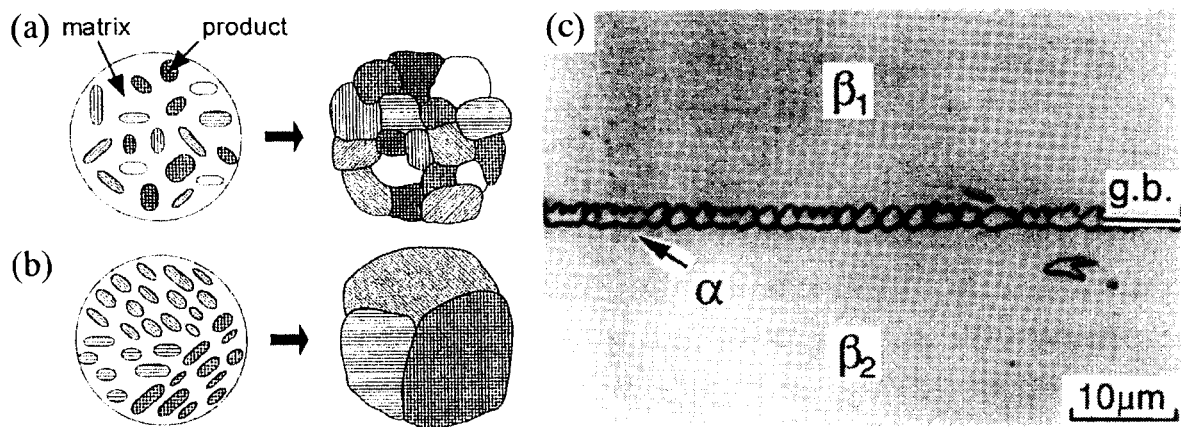 (a)
matrix product
(b)
(c)
β₁
g.b.
α
β₂
10μm